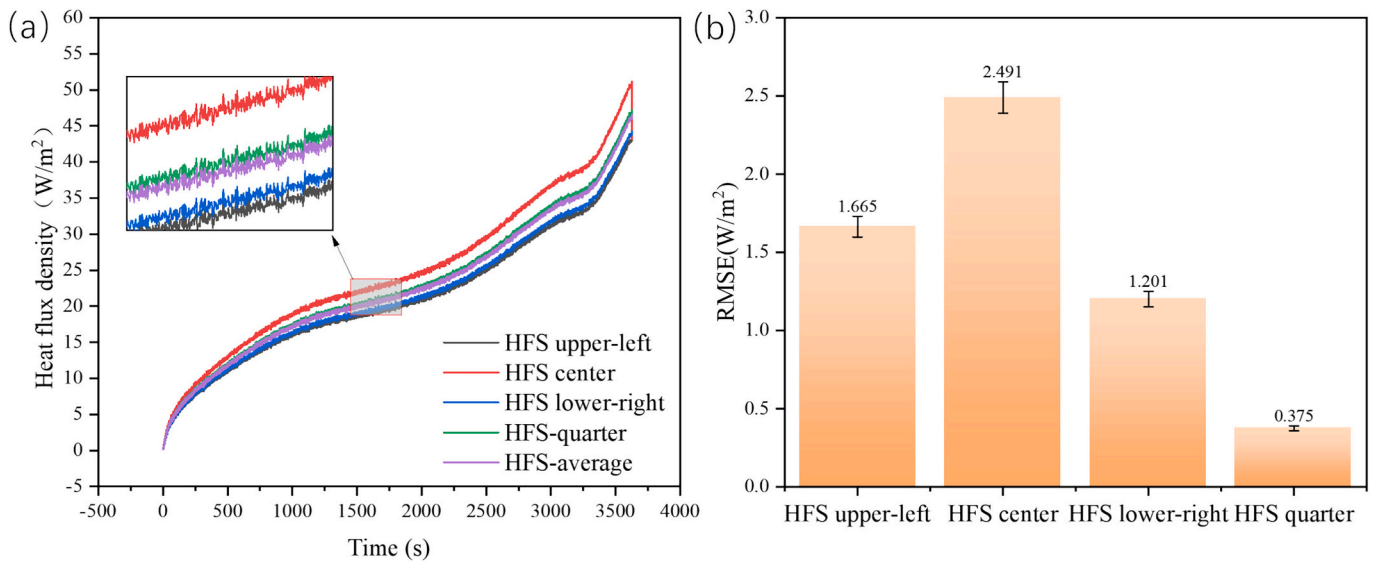 (a)
Heat flux density（W/m²）
60
55
50
45
40
35
30
25
20
15
10
5
0
-5
HFS upper-left
HFS center
HFS lower-right
HFS-quarter
HFS-average
-500 0 500 1000 1500 2000 2500 3000 3500 4000
Time (s)
(b)
RMSE(W/m²)
3.0
2.5
2.0
1.5
1.0
0.5
0.0
1.665
2.491
1.201
0.375
HFS upper-left HFS center HFS lower-right HFS quarter